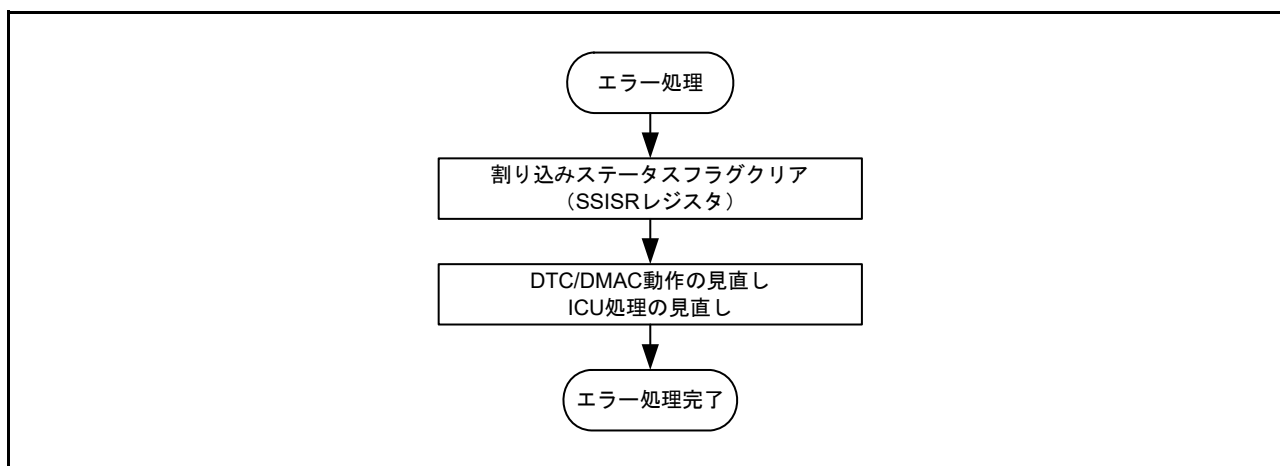 エラー処理
割り込みステータスフラグクリア
（SSISRレジスタ）
DTC/DMAC動作の見直し
ICU処理の見直し
エラー処理完了